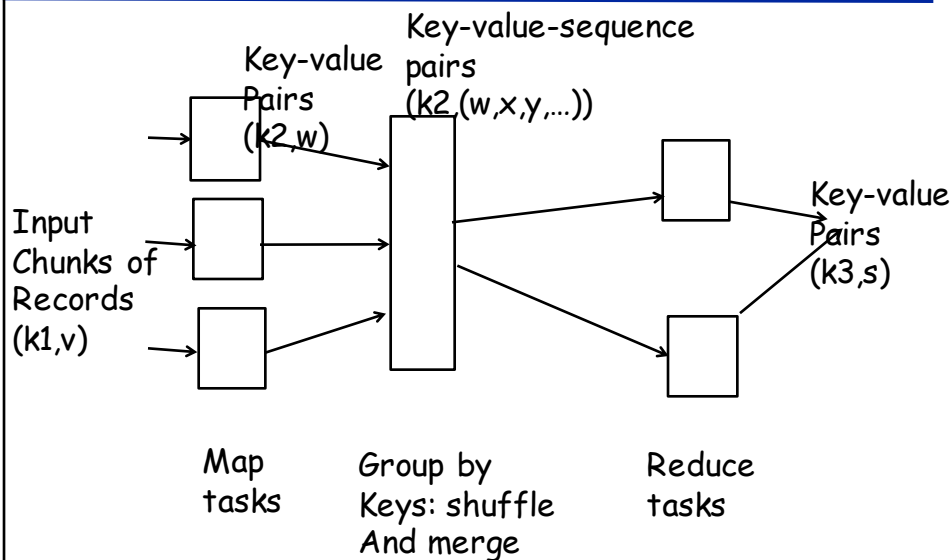 Key-value-sequence
pairs
(k2,(w,x,y,...))
Key-value
Pairs
(k2,w)
Input
Chunks of
Records
(k1,v)
Key-value
Pairs
(k3,s)
Map
tasks
Group by
Keys: shuffle
And merge
Reduce
tasks